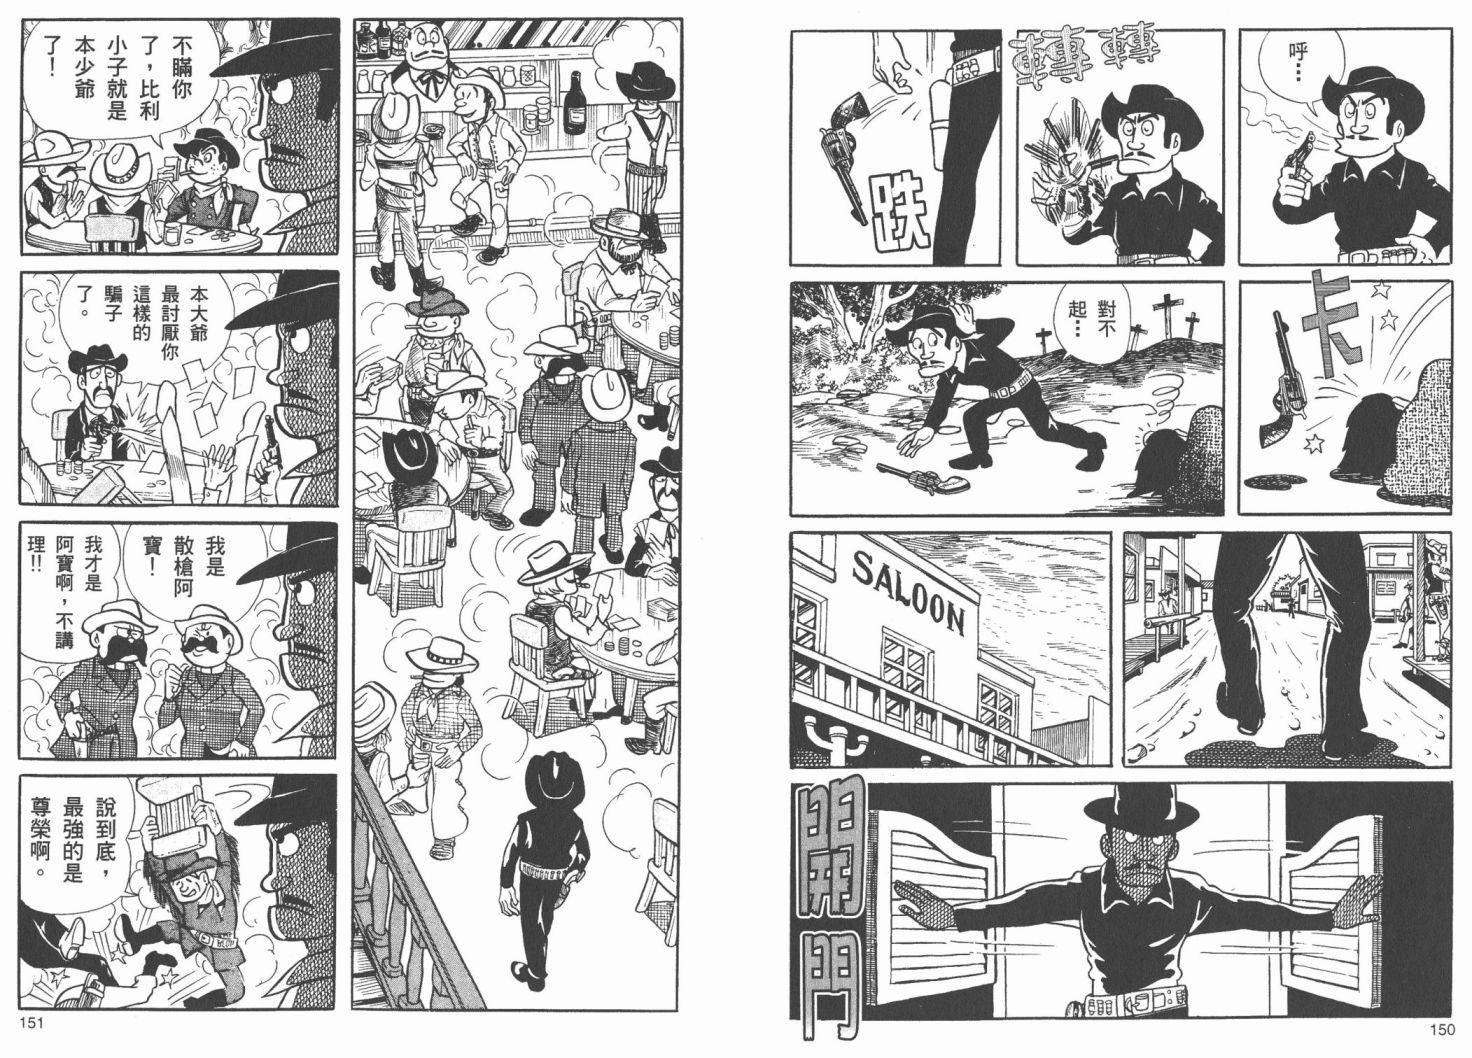 呼…
轉轉
跌
卡
對不
起…
SALOON
開門
150
不瞞你
了，比利
小子就是
本少爺
了！
本大爺
最討厭你
這樣的
騙子
了。
我是
散槍阿
寶！
我才是
阿寶啊，不講
理!!
說到底，
最強的是
尊榮啊。
151